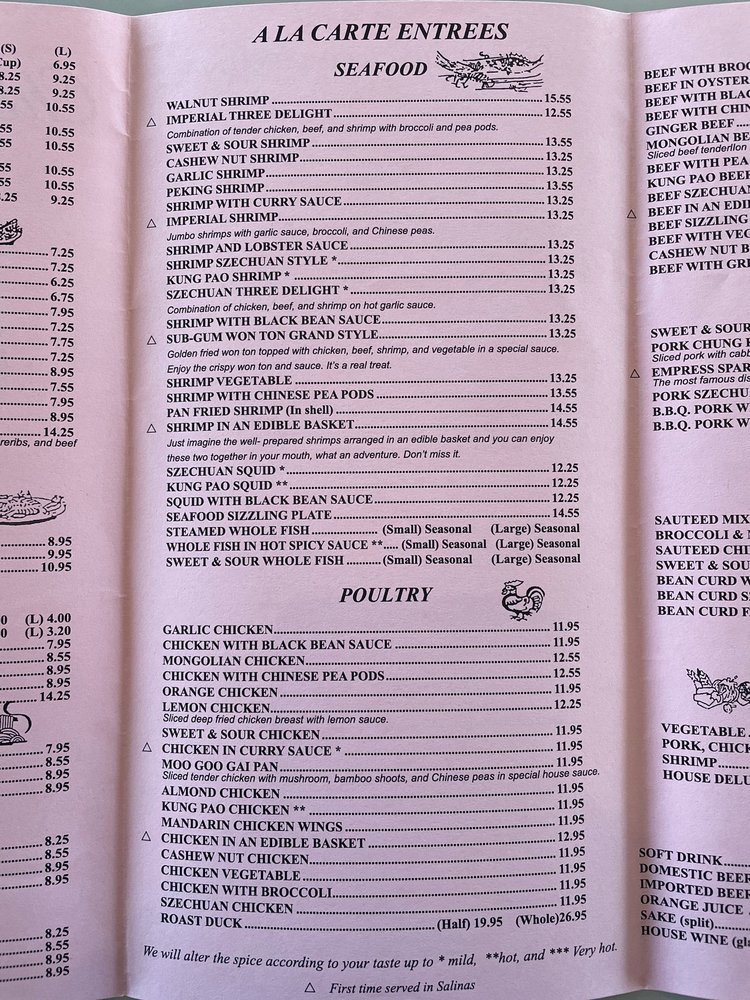 (S) (L)
Cup) 6.95
8.25 9.25
8.25 9.25
55 10.55
55 10.55
55 10.55
55 10.55
55 10.55
.25 9.25
7.25
7.25
6.25
6.75
7.95
7.25
7.75
7.25
8.95
7.55
7.95
8.95
14.25
reribs, and beef
8.95
9.95
10.95
0 (L) 4.00
0 (L) 3.20
7.95
8.55
8.95
8.95
14.25
7.95
8.55
8.95
8.95
8.25
8.55
8.95
8.95
8.25
8.55
8.95
8.95
A LA CARTE ENTREES
SEAFOOD
WALNUT SHRIMP 15.55
△ IMPERIAL THREE DELIGHT 12.55
Combination of tender chicken, beef, and shrimp with broccoli and pea pods.
SWEET & SOUR SHRIMP 13.55
CASHEW NUT SHRIMP 13.25
GARLIC SHRIMP 13.25
PEKING SHRIMP 13.55
SHRIMP WITH CURRY SAUCE 13.25
△ IMPERIAL SHRIMP 13.25
Jumbo shrimps with garlic sauce, broccoli, and Chinese peas.
SHRIMP AND LOBSTER SAUCE 13.25
SHRIMP SZECHUAN STYLE * 13.25
KUNG PAO SHRIMP * 13.25
SZECHUAN THREE DELIGHT * 13.25
Combination of chicken, beef, and shrimp on hot garlic sauce.
SHRIMP WITH BLACK BEAN SAUCE 13.25
△ SUB-GUM WON TON GRAND STYLE 13.25
Golden fried won ton topped with chicken, beef, shrimp, and vegetable in a special sauce.
Enjoy the crispy won ton and sauce. It's a real treat.
SHRIMP VEGETABLE 13.25
SHRIMP WITH CHINESE PEA PODS 13.55
PAN FRIED SHRIMP (In shell) 14.55
△ SHRIMP IN AN EDIBLE BASKET 14.55
Just imagine the well- prepared shrimps arranged in an edible basket and you can enjoy
these two together in your mouth, what an adventure. Don't miss it.
SZECHUAN SQUID * 12.25
KUNG PAO SQUID ** 12.25
SQUID WITH BLACK BEAN SAUCE 12.25
SEAFOOD SIZZLING PLATE 14.55
STEAMED WHOLE FISH (Small) Seasonal (Large) Seasonal
WHOLE FISH IN HOT SPICY SAUCE ** (Small) Seasonal (Large) Seasonal
SWEET & SOUR WHOLE FISH (Small) Seasonal (Large) Seasonal
POULTRY
GARLIC CHICKEN 11.95
CHICKEN WITH BLACK BEAN SAUCE 11.95
MONGOLIAN CHICKEN 12.55
CHICKEN WITH CHINESE PEA PODS 12.55
ORANGE CHICKEN 11.95
LEMON CHICKEN 12.25
Sliced deep fried chicken breast with lemon sauce.
SWEET & SOUR CHICKEN 11.95
△ CHICKEN IN CURRY SAUCE * 11.95
MOO GOO GAI PAN 11.95
Sliced tender chicken with mushroom, bamboo shoots, and Chinese peas in special house sauce.
ALMOND CHICKEN 11.95
KUNG PAO CHICKEN ** 11.95
MANDARIN CHICKEN WINGS 11.95
△ CHICKEN IN AN EDIBLE BASKET 12.95
CASHEW NUT CHICKEN 11.95
CHICKEN VEGETABLE 11.95
CHICKEN WITH BROCCOLI 11.95
SZECHUAN CHICKEN 11.95
ROAST DUCK (Half) 19.95 (Whole)26.95
We will alter the spice according to your taste up to * mild, **hot, and *** Very hot.
△ First time served in Salinas
BEEF WITH BROC
BEEF IN OYSTER
BEEF WITH BLAC
BEEF WITH CHIN
GINGER BEEF
MONGOLIAN BE
Sliced beef tenderlion
BEEF WITH PEA
KUNG PAO BEEF
BEEF SZECHUAN
△ BEEF IN AN EDIB
BEEF SIZZLING
BEEF WITH VEG
CASHEW NUT B
BEEF WITH GRE
SWEET & SOUR
PORK CHUNG K
Sliced pork with cabb
△ EMPRESS SPAR
The most famous dis
PORK SZECHUA
B.B.Q. PORK W
B.B.Q. PORK W
SAUTEED MIX
BROCCOLI & M
SAUTEED CHI
SWEET & SOU
BEAN CURD W
BEAN CURD S
BEAN CURD F
VEGETABLE
PORK, CHICK
SHRIMP
HOUSE DELU
SOFT DRINK
DOMESTIC BEER
IMPORTED BEER
ORANGE JUICE
SAKE (split)
HOUSE WINE (gla